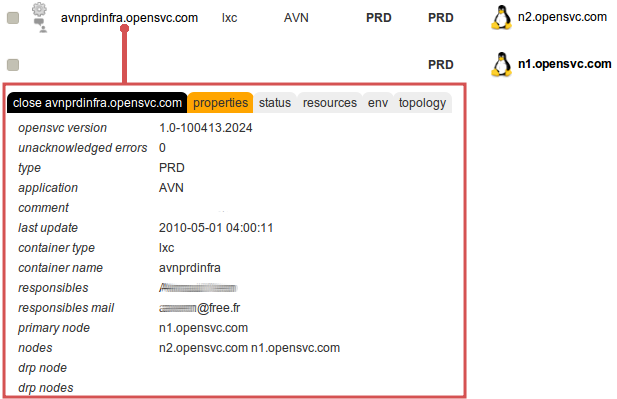 avnprdinfra.opensvc.com lxc AVN PRD PRD n2.opensvc.com
PRD n1.opensvc.com
close avnprdinfra.opensvc.com properties status resources env topology
opensvc version 1.0-100413.2024
unacknowledged errors 0
type PRD
application AVN
comment
last update 2010-05-01 04:00:11
container type lxc
container name avnprdinfra
responsibles
responsibles mail @free.fr
primary node n1.opensvc.com
nodes n2.opensvc.com n1.opensvc.com
drp node
drp nodes